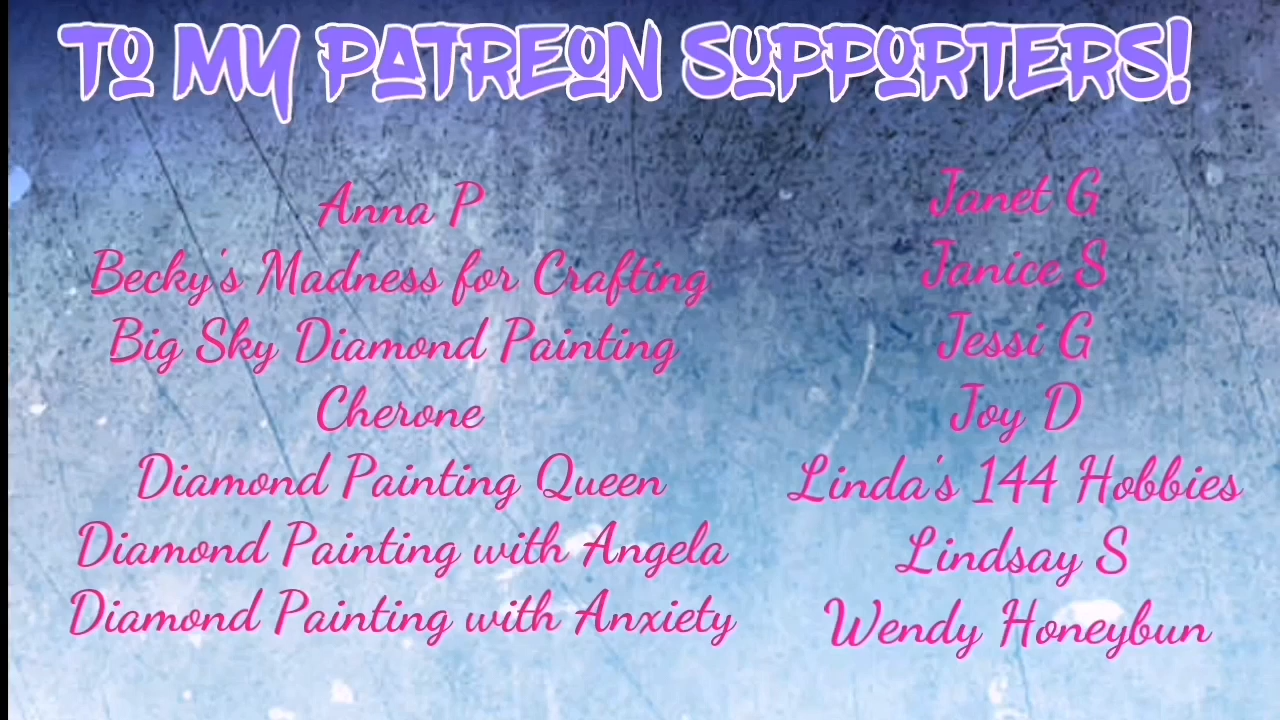 TO MY PATREON SUPPORTERS!
Anna P
Becky's Madness for Crafting
Big Sky Diamond Painting
Cherone
Diamond Painting Queen
Diamond Painting with Angela
Diamond Painting with Anxiety
Janet G
Janice S
Jessi G
Joy D
Linda's 144 Hobbies
Lindsay S
Wendy Honeybun